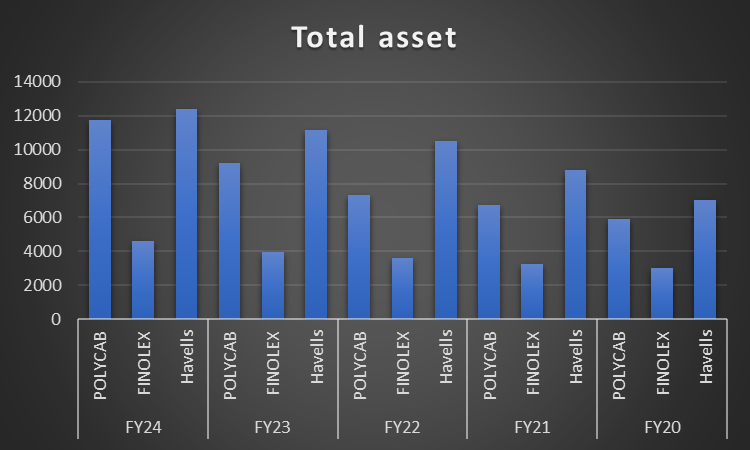 Total asset
14000
12000
10000
8000
6000
4000
2000
0
POLYCAB
FINOLEX
Havells
POLYCAB
FINOLEX
Havells
POLYCAB
FINOLEX
Havells
POLYCAB
FINOLEX
Havells
POLYCAB
FINOLEX
Havells
FY24 FY23 FY22 FY21 FY20